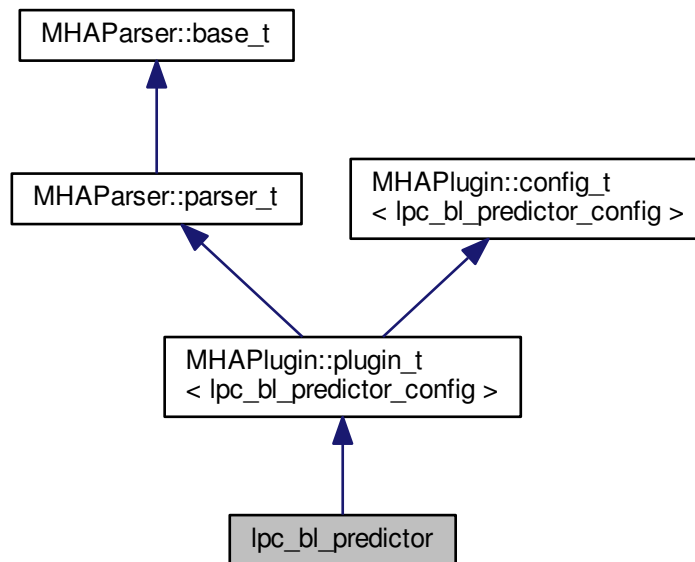 MHAParser::base_t
MHAParser::parser_t
MHAPlugin::config_t
< lpc_bl_predictor_config >
MHAPlugin::plugin_t
< lpc_bl_predictor_config >
lpc_bl_predictor